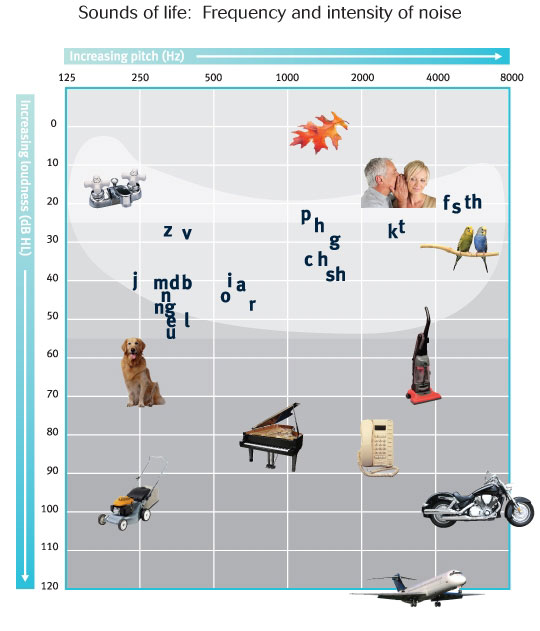 Sounds of life: Frequency and intensity of noise
Increasing pitch (Hz)
125 250 500 1000 2000 4000 8000
Increasing loudness (dB HL)
0
10
20
f s th
p h
k t
z v
30
g
c h
sh
40
j m d b i a
n o
ng r
50
e l
u
60
70
80
90
100
110
120